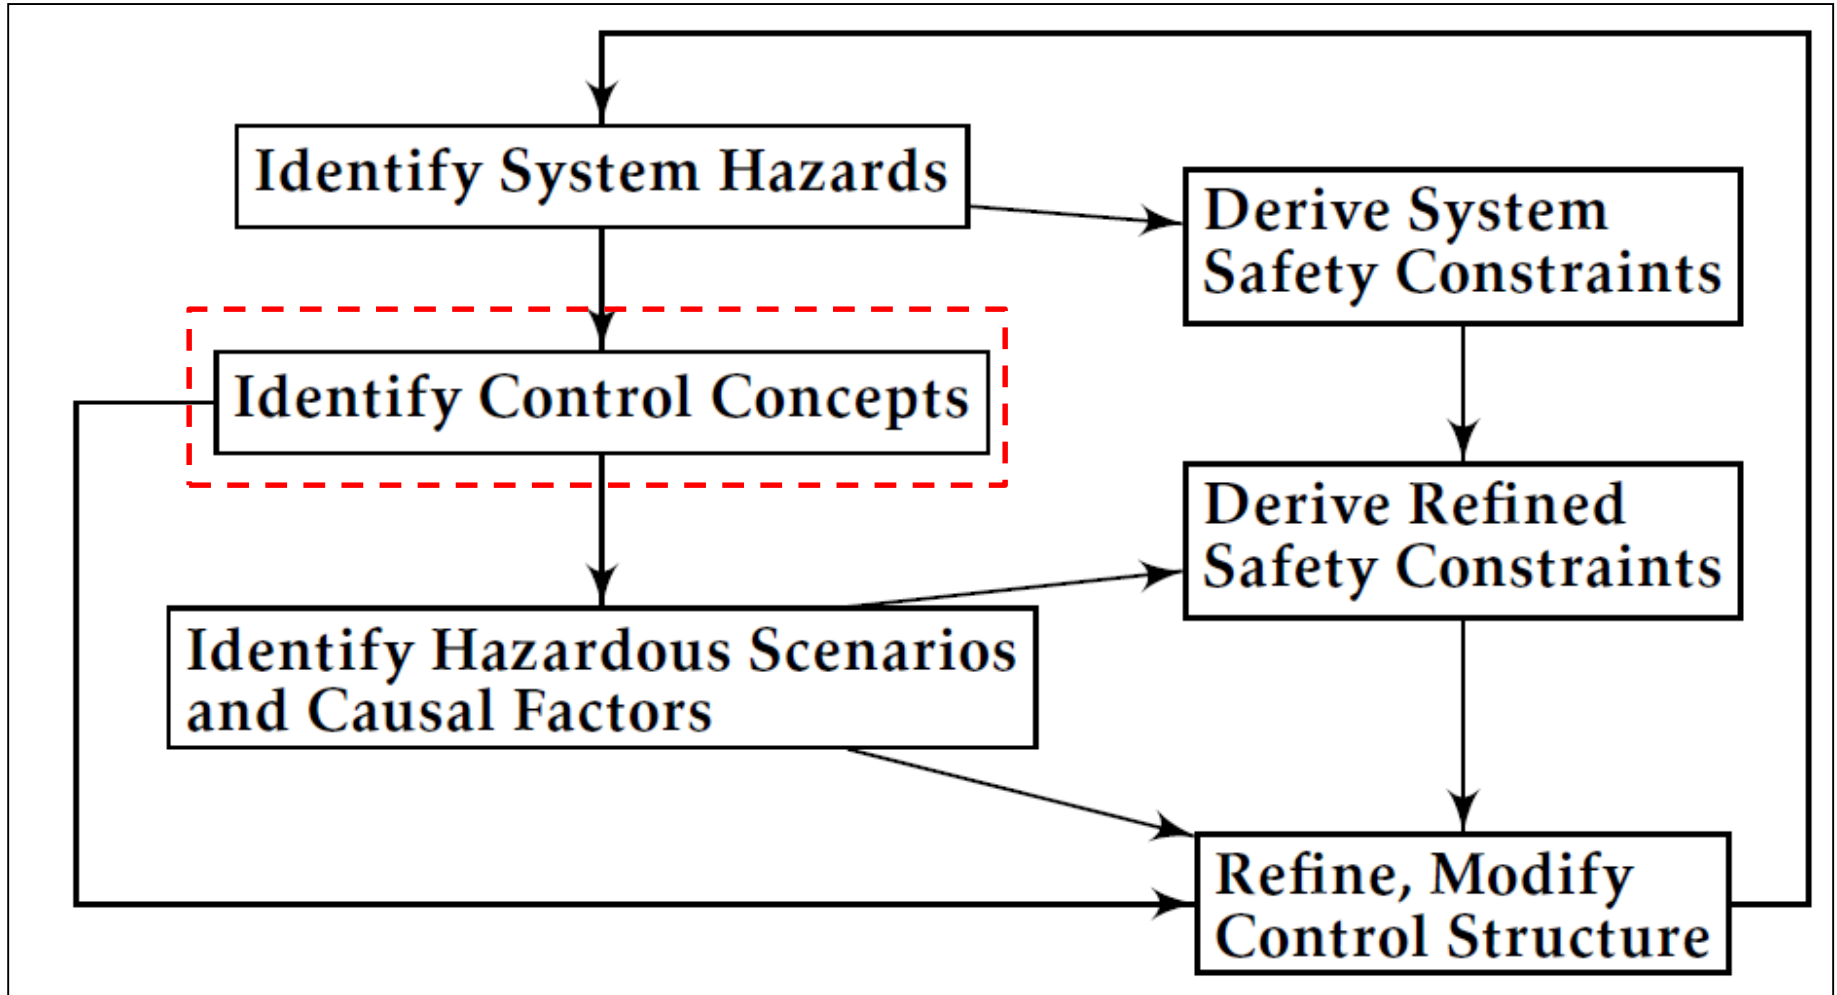 Identify System Hazards
Derive System
Safety Constraints
Identify Control Concepts
Derive Refined
Safety Constraints
Identify Hazardous Scenarios
and Causal Factors
Refine, Modify
Control Structure